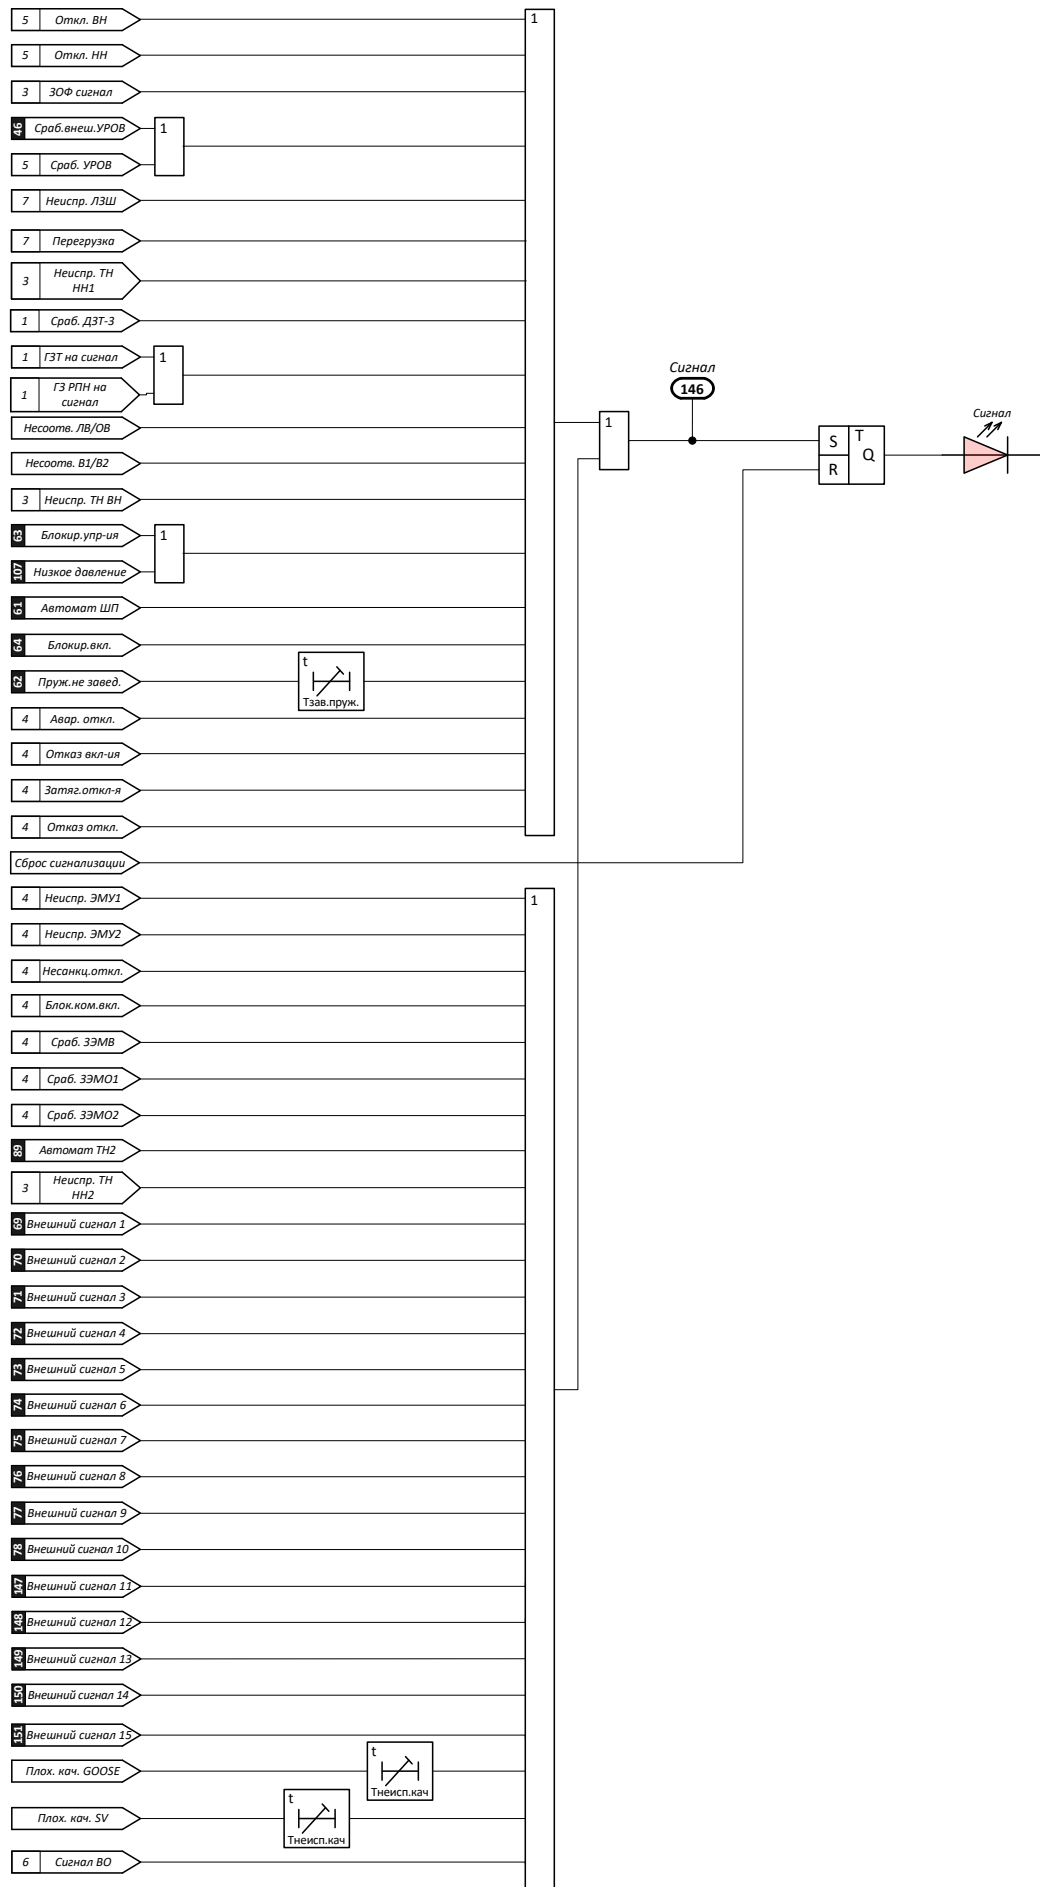 5 Откл. ВН
1
5 Откл. НН
3 ЗОФ сигнал
46 Сраб.внеш.УРОВ
1
5 Сраб. УРОВ
7 Неиспр. ЛЗШ
7 Перегрузка
3 Неиспр. ТН
НН1
1 Сраб. ДЗТ-3
1 ГЗТ на сигнал
1
1 ГЗ РПН на
сигнал
Сигнал
146
Несоотв. ЛВ/ОВ
1
Сигнал
S T
Q
R
Несоотв. В1/В2
3 Неиспр. ТН ВН
63 Блокир.упр-ия
1
107 Низкое давление
61 Автомат ШП
64 Блокир.вкл.
62 Пруж.не завед.
t
Тзав.пруж.
4 Авар. откл.
4 Отказ вкл-ия
4 Затяг.откл-я
4 Отказ откл.
Сброс сигнализации
4 Неиспр. ЭМУ1
1
4 Неиспр. ЭМУ2
4 Несанкц.откл.
4 Блок.ком.вкл.
4 Сраб. ЗЭМВ
4 Сраб. ЗЭМО1
4 Сраб. ЗЭМО2
89 Автомат ТН2
3 Неиспр. ТН
НН2
69 Внешний сигнал 1
70 Внешний сигнал 2
71 Внешний сигнал 3
72 Внешний сигнал 4
73 Внешний сигнал 5
74 Внешний сигнал 6
75 Внешний сигнал 7
76 Внешний сигнал 8
77 Внешний сигнал 9
78 Внешний сигнал 10
147 Внешний сигнал 11
148 Внешний сигнал 12
149 Внешний сигнал 13
150 Внешний сигнал 14
151 Внешний сигнал 15
Плох. кач. GOOSE
t
Тнеисп.кач
Плох. кач. SV
t
Тнеисп.кач
6 Сигнал ВО